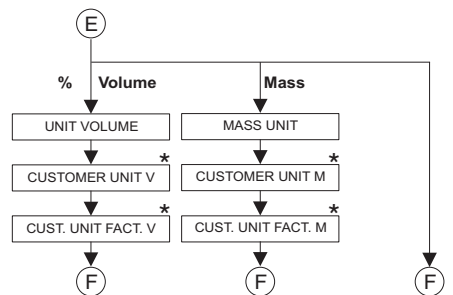 E
% Volume Mass
UNIT VOLUME MASS UNIT
* *
CUSTOMER UNIT V CUSTOMER UNIT M
* *
CUST. UNIT FACT. V CUST. UNIT FACT. M
F F F